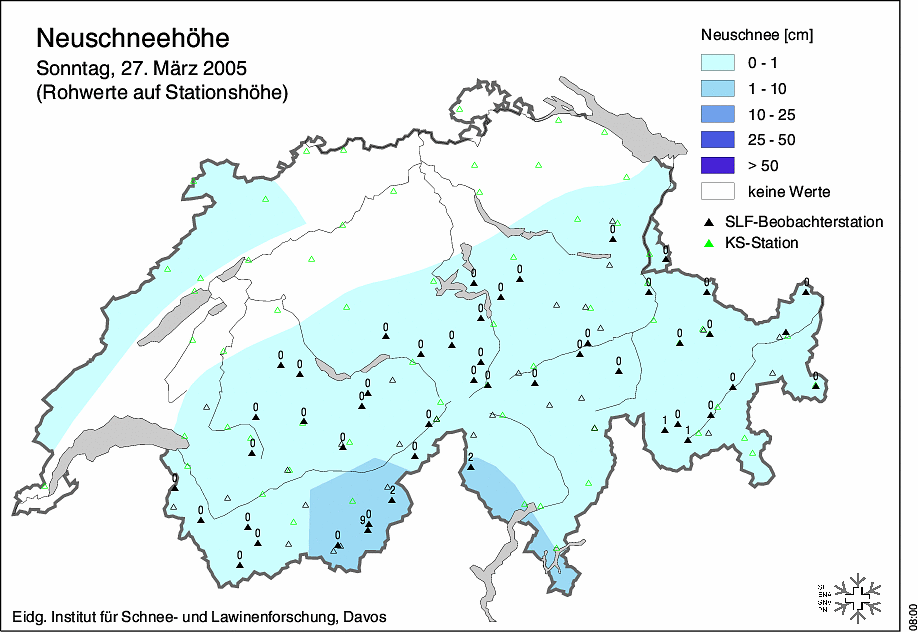 Neuschneehöhe
Sonntag, 27. März 2005
(Rohwerte auf Stationshöhe)
Neuschnee [cm]
0 - 1
1 - 10
10 - 25
25 - 50
> 50
keine Werte
SLF-Beobachterstation
KS-Station
0
0
0 0 0
0 0 0 0
0
0 0 0 0
0 0 0
0 0 0 0 0
0 0 0
0 0 0 0 1 0 0
0 0 0 1
0
2
0 2
0 0 9 0
0 0
0
Eidg. Institut für Schnee- und Lawinenforschung, Davos
08:00